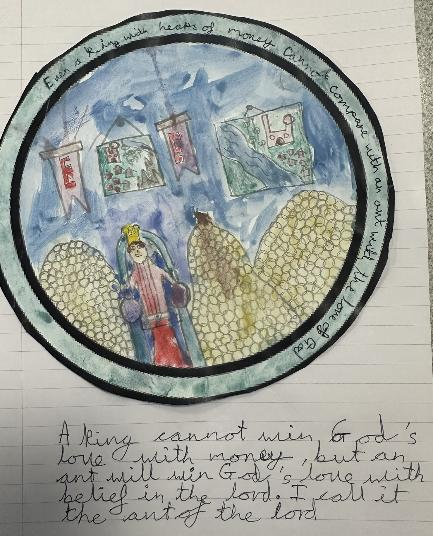 Even a king with heaps of money cannot compare with an ant with the love of God
A king cannot win God's
love with money, but an
ant will win God's love with
belief in the lord. I call it
the ant of the lord